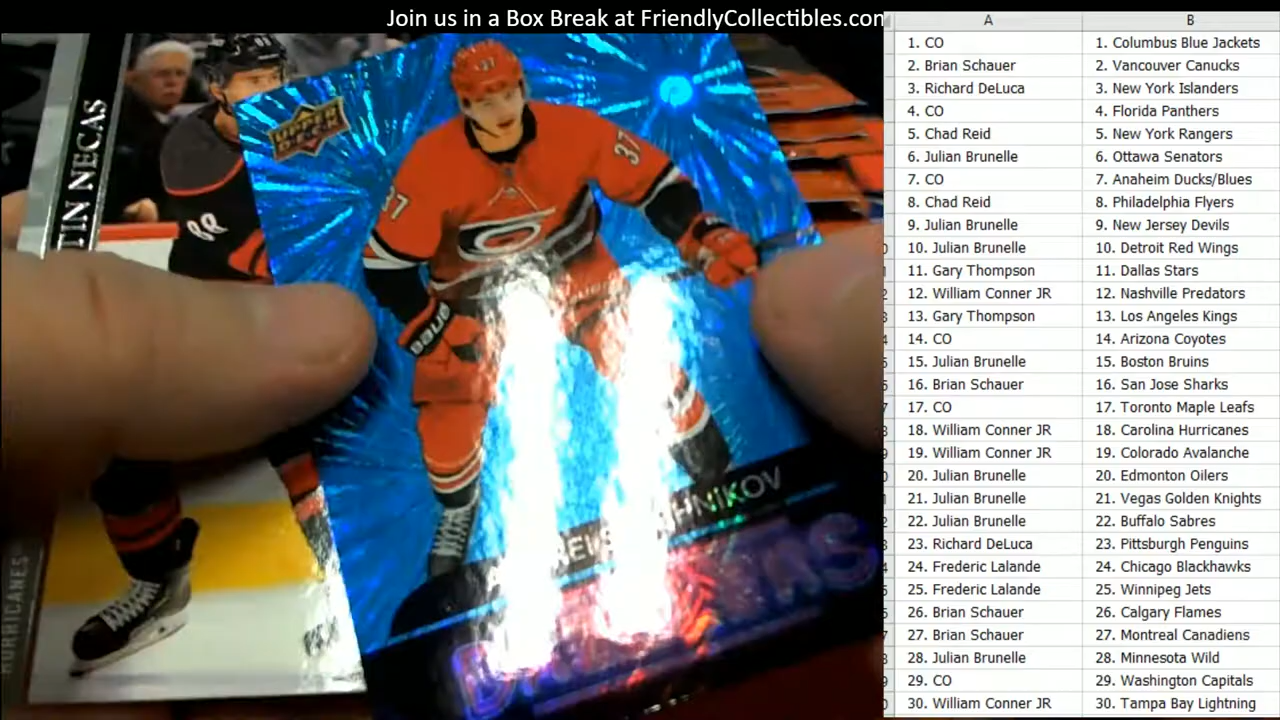 Join us in a Box Break at FriendlyCollectibles.com
TIN NECAS
HURRICANES
UPPER
DECK
37
37
37
BAUER
HNIKOV
A B
1. CO 1. Columbus Blue Jackets
2. Brian Schauer 2. Vancouver Canucks
3. Richard DeLuca 3. New York Islanders
4. CO 4. Florida Panthers
5. Chad Reid 5. New York Rangers
6. Julian Brunelle 6. Ottawa Senators
7. CO 7. Anaheim Ducks/Blues
8. Chad Reid 8. Philadelphia Flyers
9. Julian Brunelle 9. New Jersey Devils
10. Julian Brunelle 10. Detroit Red Wings
11. Gary Thompson 11. Dallas Stars
12. William Conner JR 12. Nashville Predators
13. Gary Thompson 13. Los Angeles Kings
14. CO 14. Arizona Coyotes
15. Julian Brunelle 15. Boston Bruins
16. Brian Schauer 16. San Jose Sharks
17. CO 17. Toronto Maple Leafs
18. William Conner JR 18. Carolina Hurricanes
19. William Conner JR 19. Colorado Avalanche
20. Julian Brunelle 20. Edmonton Oilers
21. Julian Brunelle 21. Vegas Golden Knights
22. Julian Brunelle 22. Buffalo Sabres
23. Richard DeLuca 23. Pittsburgh Penguins
24. Frederic Lalande 24. Chicago Blackhawks
25. Frederic Lalande 25. Winnipeg Jets
26. Brian Schauer 26. Calgary Flames
27. Brian Schauer 27. Montreal Canadiens
28. Julian Brunelle 28. Minnesota Wild
29. CO 29. Washington Capitals
30. William Conner JR 30. Tampa Bay Lightning